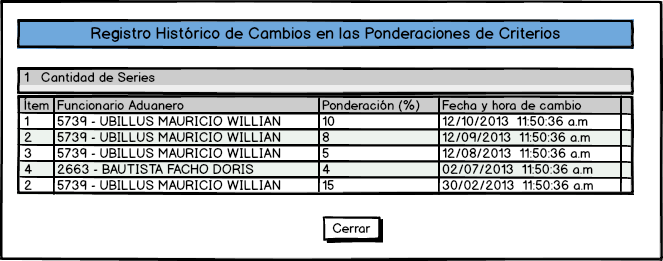 Registro Histórico de Cambios en las Ponderaciones de Criterios
1 Cantidad de Series
Ítem Funcionario Aduanero Ponderación (%) Fecha y hora de cambio
1 5739 - UBILLUS MAURICIO WILLIAN 10 12/10/2013 11:50:36 a.m
2 5739 - UBILLUS MAURICIO WILLIAN 8 12/09/2013 11:50:36 a.m
3 5739 - UBILLUS MAURICIO WILLIAN 5 12/08/2013 11:50:36 a.m
4 2663 - BAUTISTA FACHO DORIS 4 02/07/2013 11:50:36 a.m
2 5739 - UBILLUS MAURICIO WILLIAN 15 30/02/2013 11:50:36 a.m
Cerrar